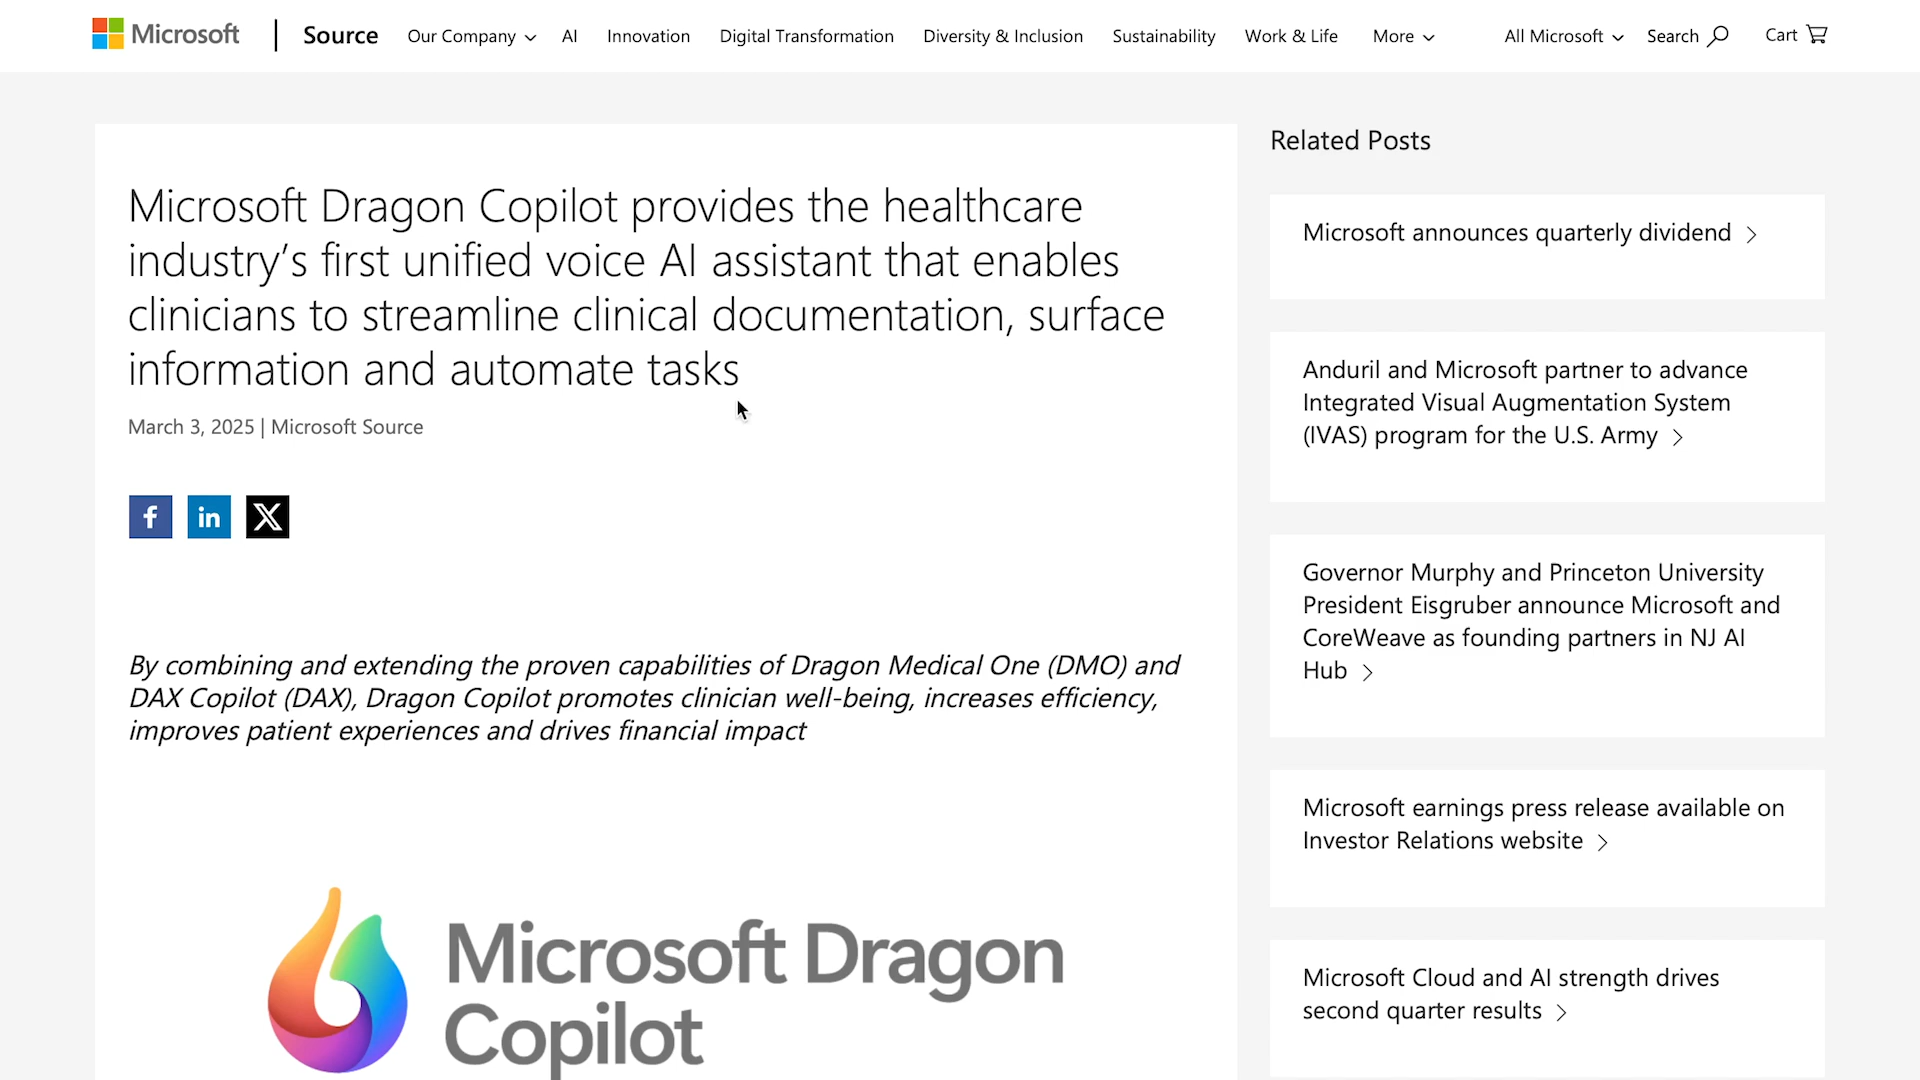 Microsoft
Source
Our Company
AI
Innovation
Digital Transformation
Diversity & Inclusion
Sustainability
Work & Life
More
All Microsoft
Search
Cart
Microsoft Dragon Copilot provides the healthcare
industry’s first unified voice AI assistant that enables
clinicians to streamline clinical documentation, surface
information and automate tasks
March 3, 2025 | Microsoft Source
f
in
X
By combining and extending the proven capabilities of Dragon Medical One (DMO) and
DAX Copilot (DAX), Dragon Copilot promotes clinician well-being, increases efficiency,
improves patient experiences and drives financial impact
Microsoft Dragon
Copilot
Related Posts
Microsoft announces quarterly dividend
Anduril and Microsoft partner to advance
Integrated Visual Augmentation System
(IVAS) program for the U.S. Army
Governor Murphy and Princeton University
President Eisgruber announce Microsoft and
CoreWeave as founding partners in NJ AI
Hub
Microsoft earnings press release available on
Investor Relations website
Microsoft Cloud and AI strength drives
second quarter results